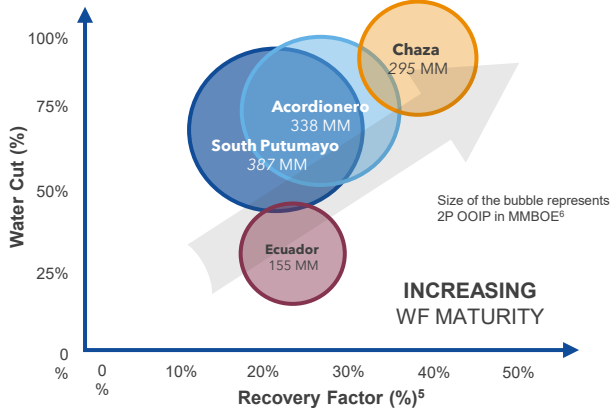 Water Cut (%)
100%
75%
50%
25%
0
%
Chaza
295 MM
Acordionero
338 MM
South Putumayo
387 MM
Ecuador
155 MM
Size of the bubble represents
2P OOIP in MMBOE⁶
INCREASING
WF MATURITY
0
%
10%
20%
30%
40%
50%
Recovery Factor (%)⁵